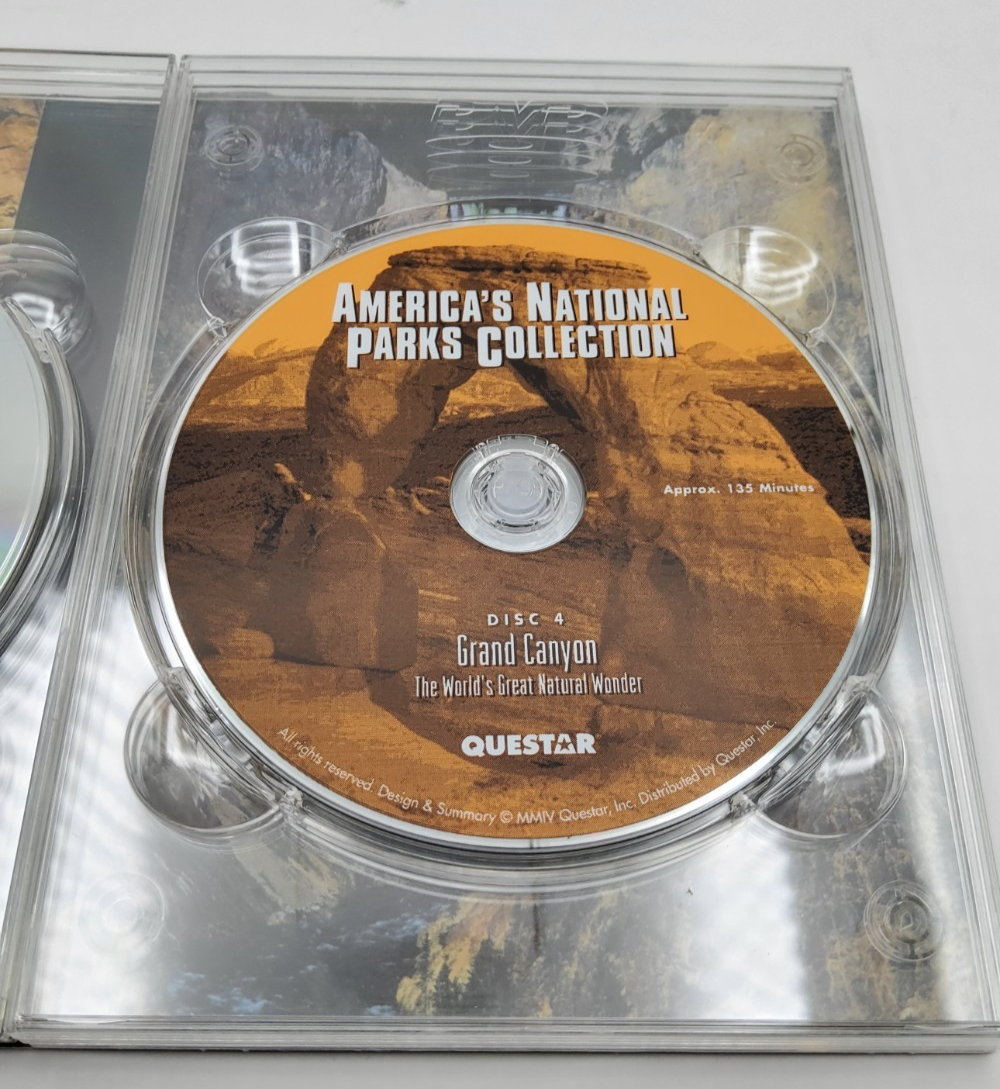 DVD
AMERICA'S NATIONAL
PARKS COLLECTION
Approx. 135 Minutes
DISC 4
Grand Canyon
The World's Great Natural Wonder
QUESTAR
All rights reserved. Design & Summary © MMIV Questar, Inc. Distributed by Questar, Inc.